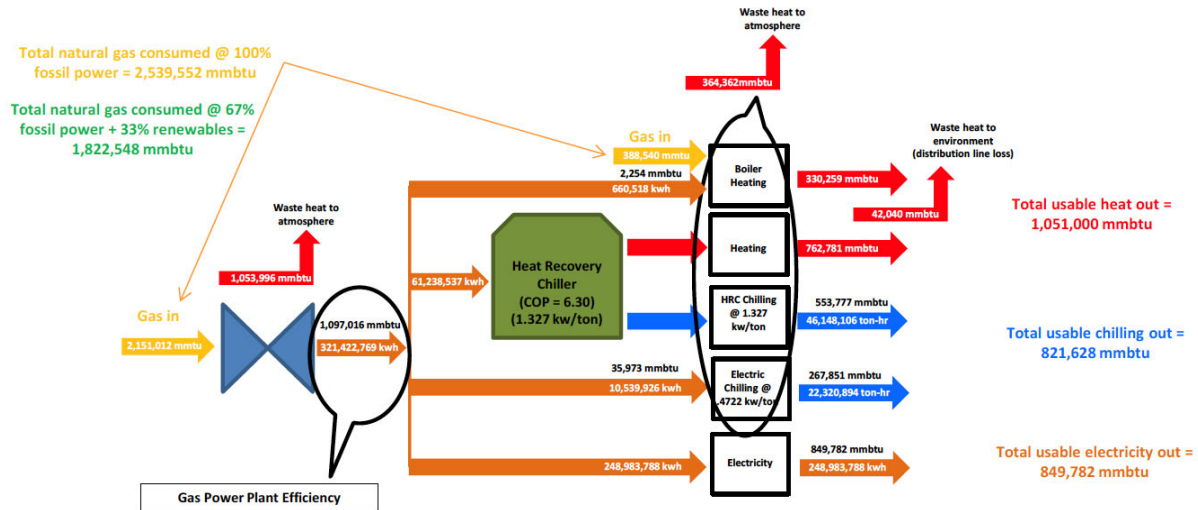 Total natural gas consumed @ 100%
fossil power = 2,539,552 mmbtu
Total natural gas consumed @ 67%
fossil power + 33% renewables =
1,822,548 mmbtu
Waste heat to
atmosphere
364,362mmbtu
Gas in
388,540 mmtu
2,254 mmbtu
660,518 kwh
Boiler
Heating
330,259 mmbtu
Waste heat to
environment
(distribution line loss)
42,040 mmbtu
Total usable heat out =
1,051,000 mmbtu
Waste heat to
atmosphere
1,053,996 mmbtu
Gas in
2,151,012 mmtu
1,097,016 mmbtu
321,422,769 kwh
61,238,537 kwh
Heat Recovery
Chiller
(COP = 6.30)
(1.327 kw/ton)
Heating
762,781 mmbtu
HRC Chilling
@ 1.327
kw/ton
553,777 mmbtu
46,148,106 ton-hr
Total usable chilling out =
821,628 mmbtu
35,973 mmbtu
10,539,926 kwh
Electric
Chilling @
.4722 kw/ton
267,851 mmbtu
22,320,894 ton-hr
248,983,788 kwh
Electricity
849,782 mmbtu
248,983,788 kwh
Total usable electricity out =
849,782 mmbtu
Gas Power Plant Efficiency